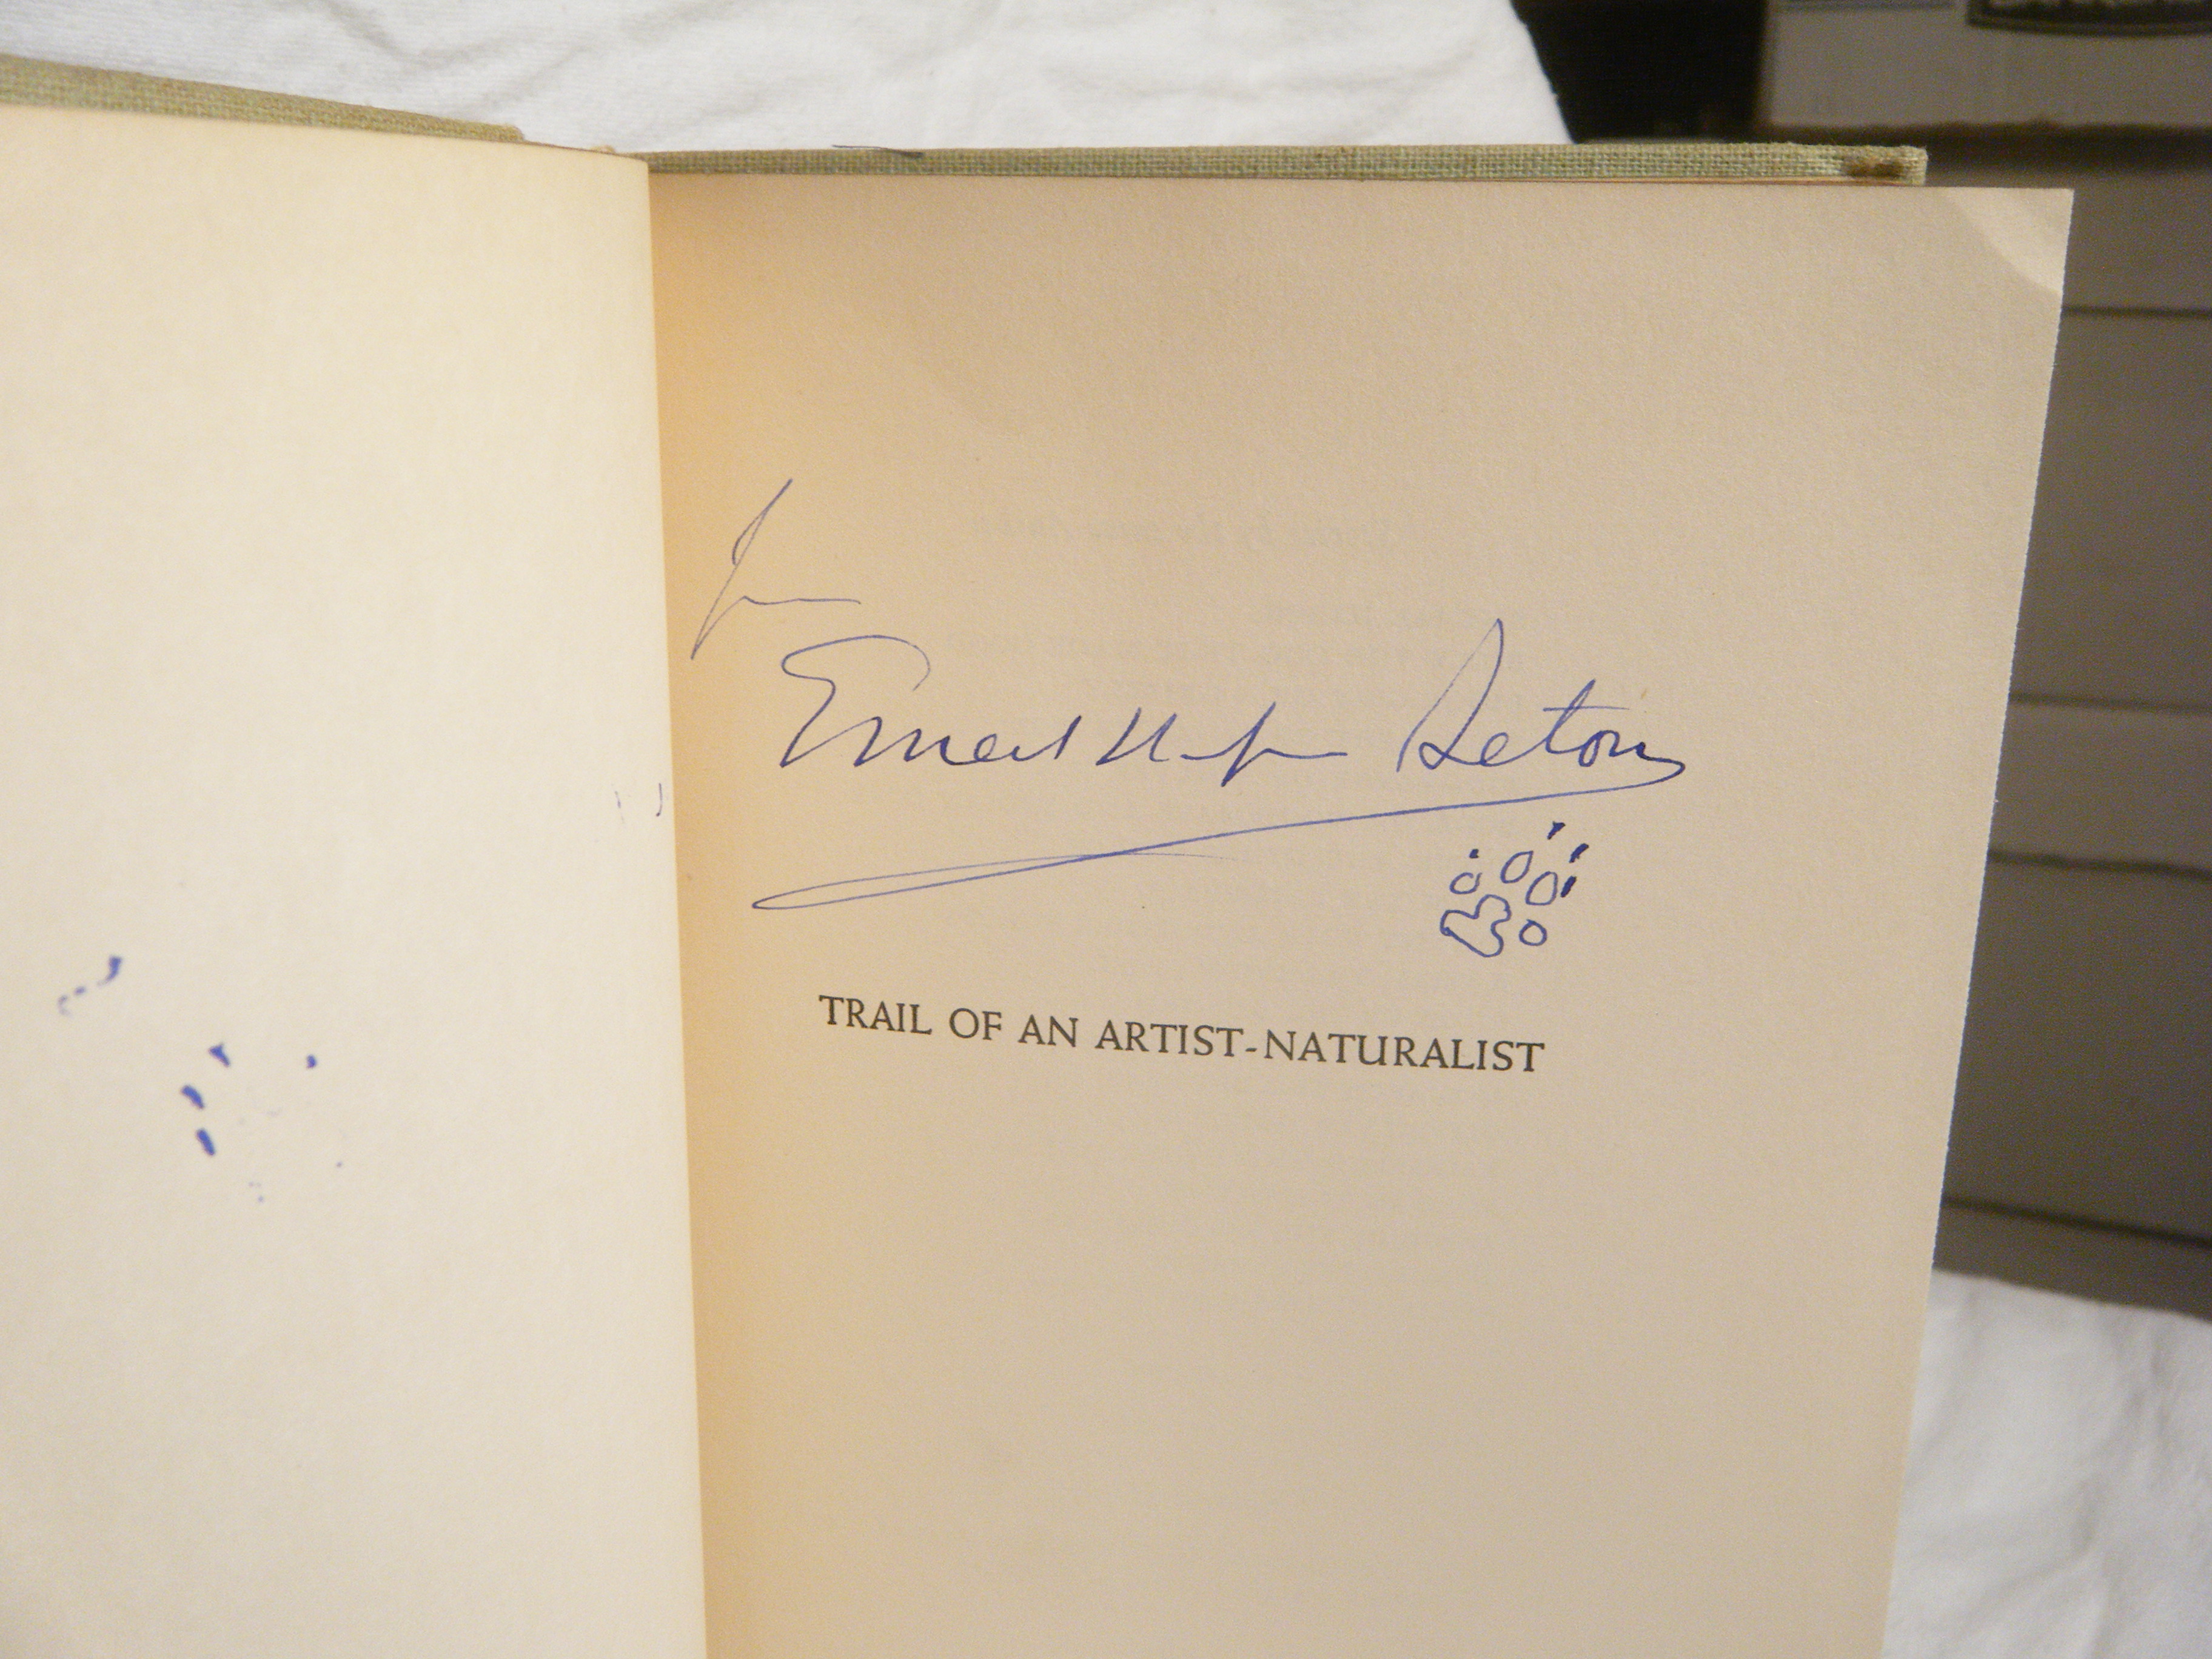 Ernest Thompson Seton
TRAIL OF AN ARTIST-NATURALIST